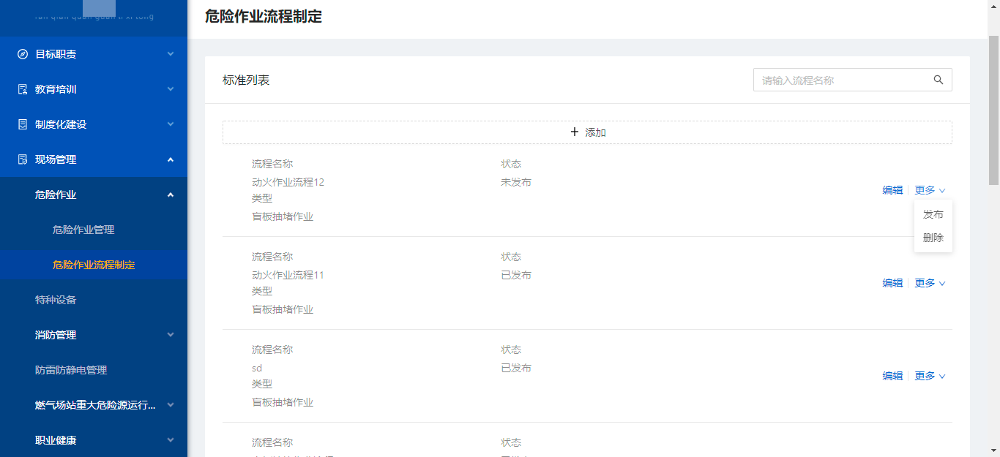 危险作业流程制定
目标职责
教育培训
制度化建设
现场管理
危险作业
危险作业管理
危险作业流程制定
特种设备
消防管理
防雷防静电管理
燃气场站重大危险源运行...
职业健康
标准列表
请输入流程名称
添加
流程名称 状态
动火作业流程12 未发布
类型
盲板抽堵作业
编辑 更多
发布
删除
流程名称 状态
动火作业流程11 已发布
类型
盲板抽堵作业
编辑 更多
流程名称 状态
sd 已发布
类型
盲板抽堵作业
编辑 更多
流程名称 状态